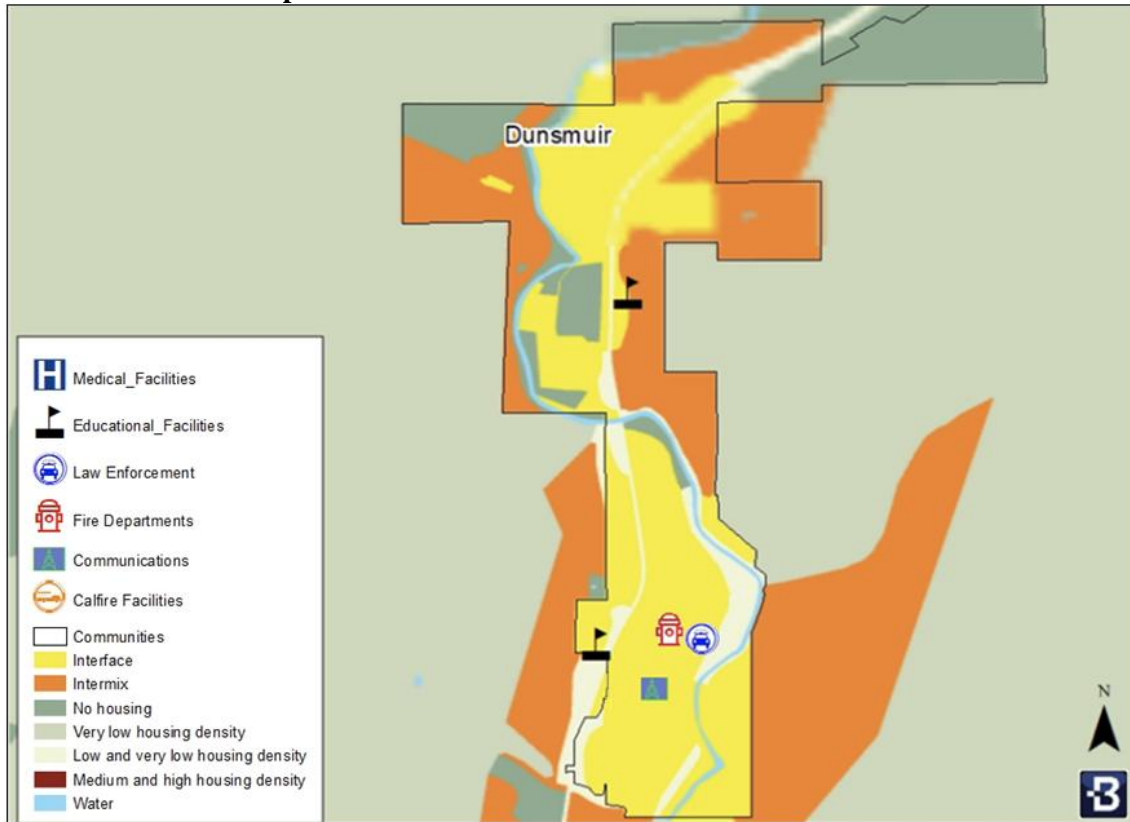 Dunsmuir
Medical_Facilities
Educational_Facilities
Law Enforcement
Fire Departments
Communications
Calfire Facilities
Communities
Interface
Intermix
No housing
Very low housing density
Low and very low housing density
Medium and high housing density
Water
N
B